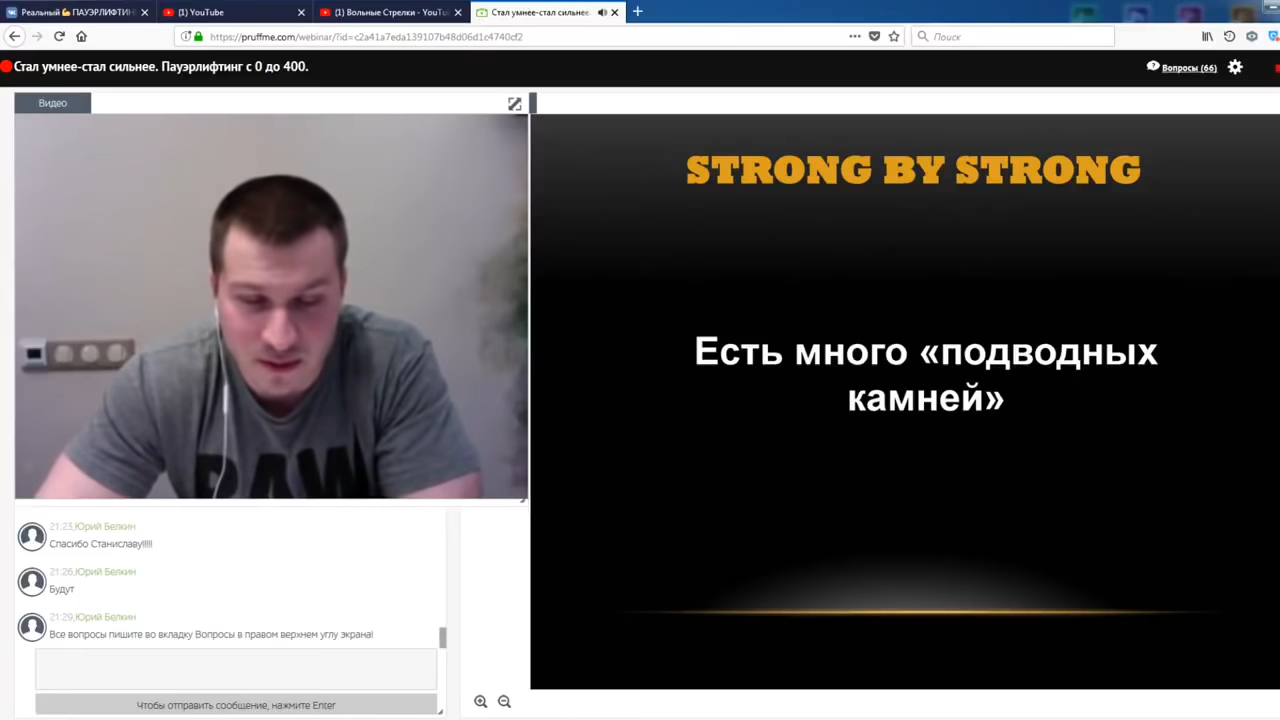 Реальный 💪 ПАУЭРЛИФТИН
(1) YouTube
(1) Вольные Стрелки - YouTu
Стал умнее-стал сильнее.
https://pruffme.com/webinar/?id=c2a41a7eda139107b48d06d1c4740cf2
Поиск
Стал умнее-стал сильнее. Пауэрлифтинг с 0 до 400.
Вопросы (66)
Видео
RAW
STRONG BY STRONG
Есть много «подводных
камней»
21:23,Юрий Белкин
Спасибо Станиславу!!!!!
21:26,Юрий Белкин
Будут
21:29,Юрий Белкин
Все вопросы пишите во вкладку Вопросы в правом верхнем углу экрана!
Чтобы отправить сообщение, нажмите Enter